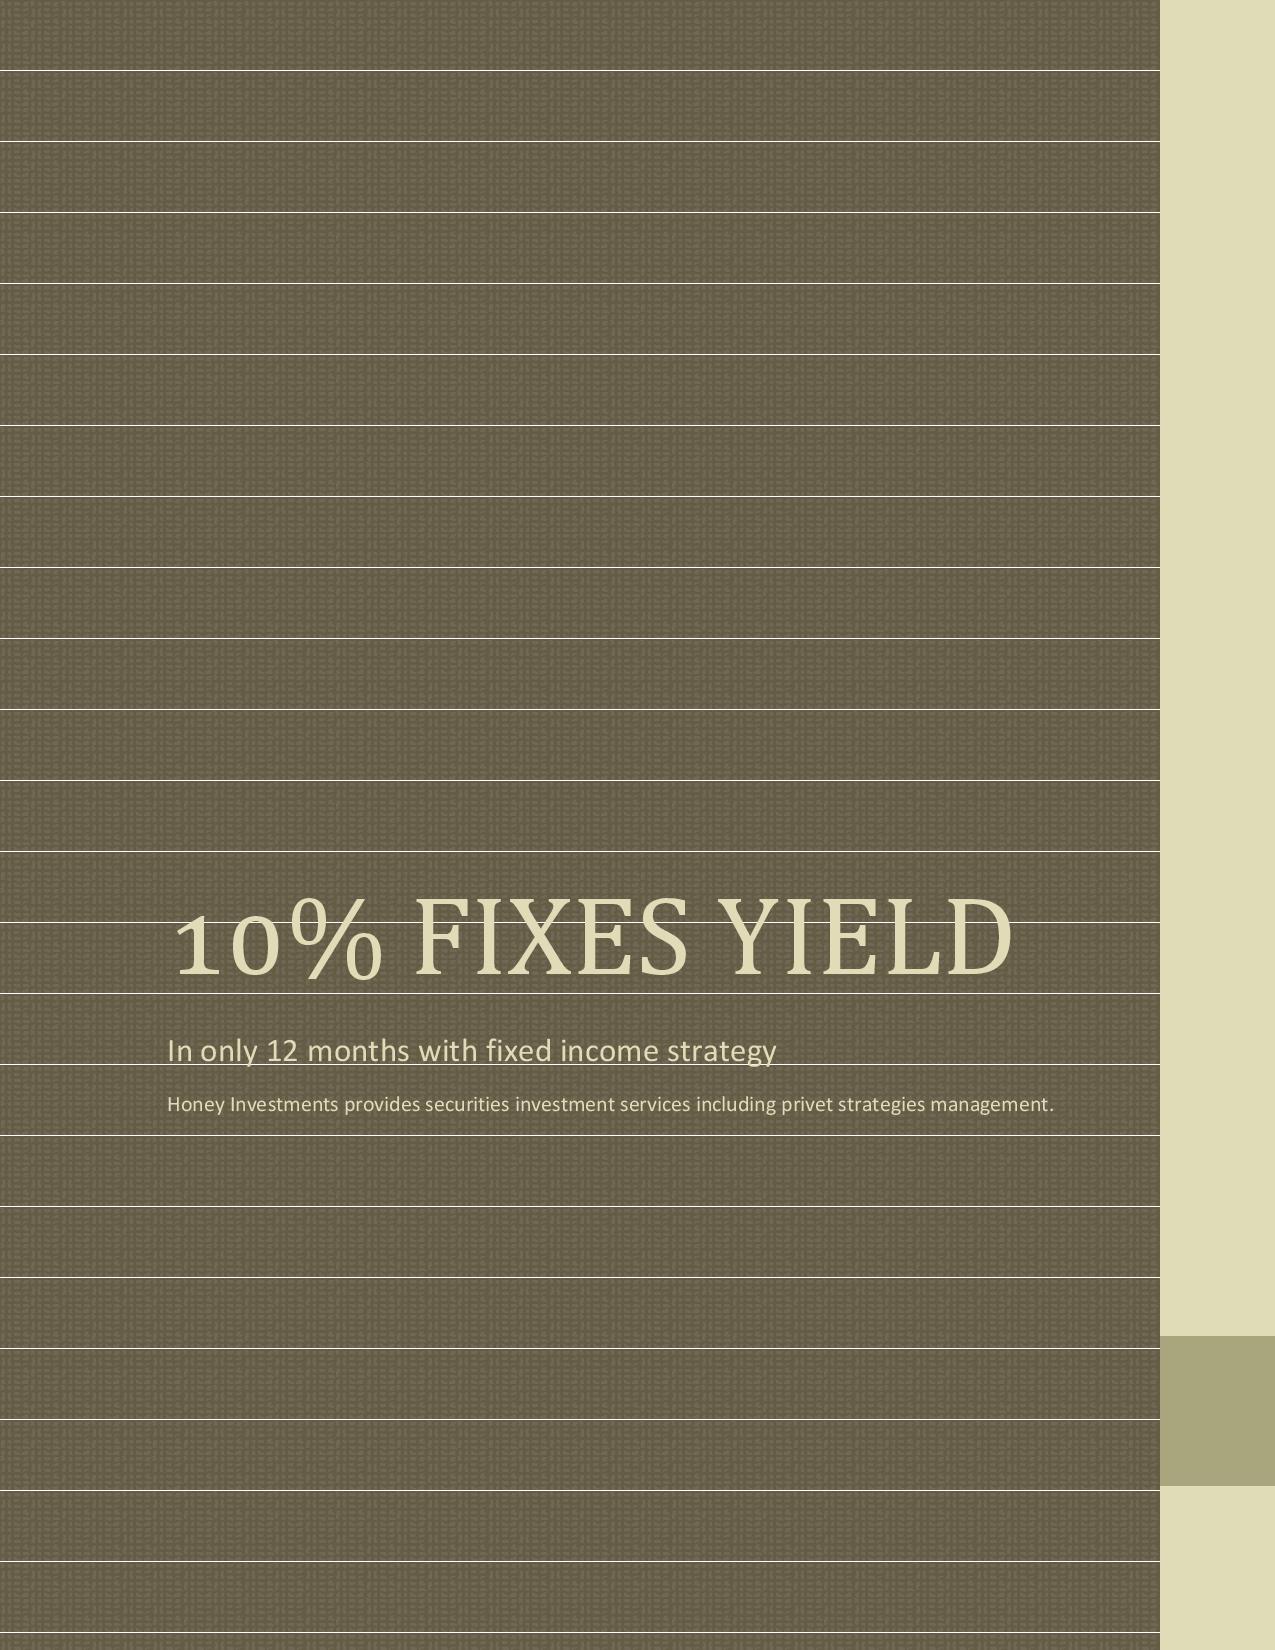 10% FIXES YIELD
In only 12 months with fixed income strategy
Honey Investments provides securities investment services including privet strategies management.